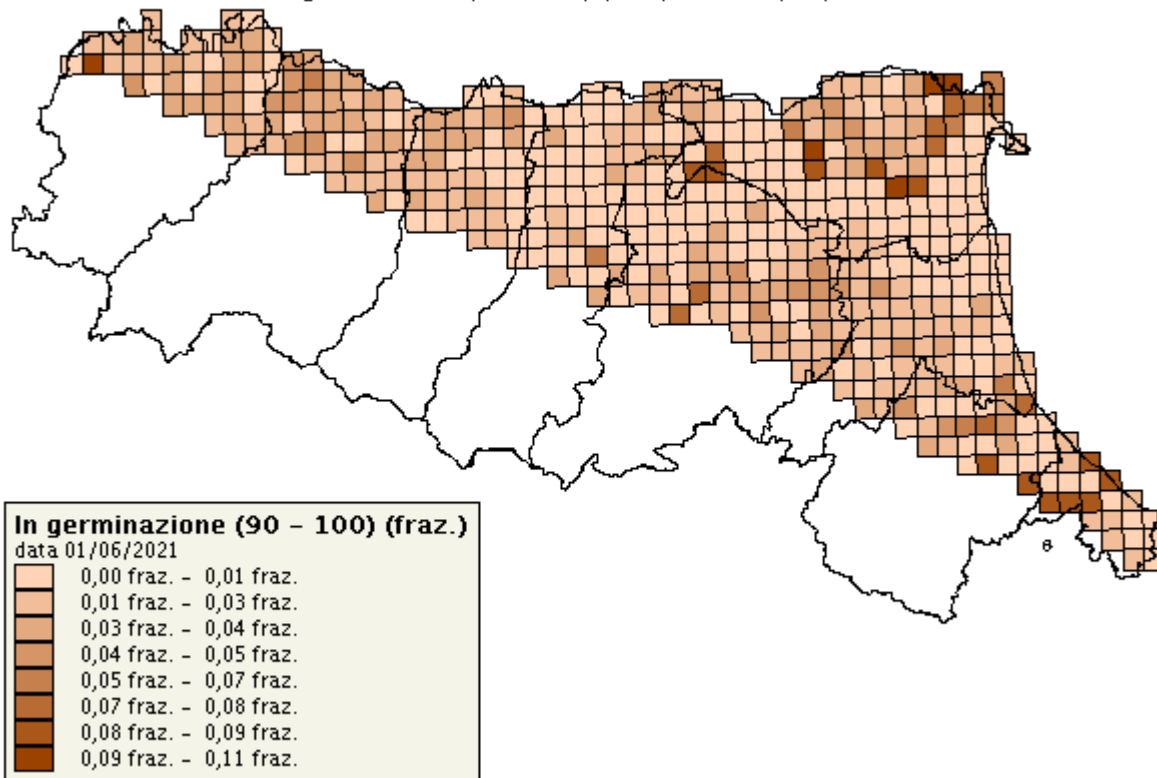 In germinazione (90 – 100) (fraz.)
data 01/06/2021
0,00 fraz. – 0,01 fraz.
0,01 fraz. – 0,03 fraz.
0,03 fraz. – 0,04 fraz.
0,04 fraz. – 0,05 fraz.
0,05 fraz. – 0,07 fraz.
0,07 fraz. – 0,08 fraz.
0,08 fraz. – 0,09 fraz.
0,09 fraz. – 0,11 fraz.